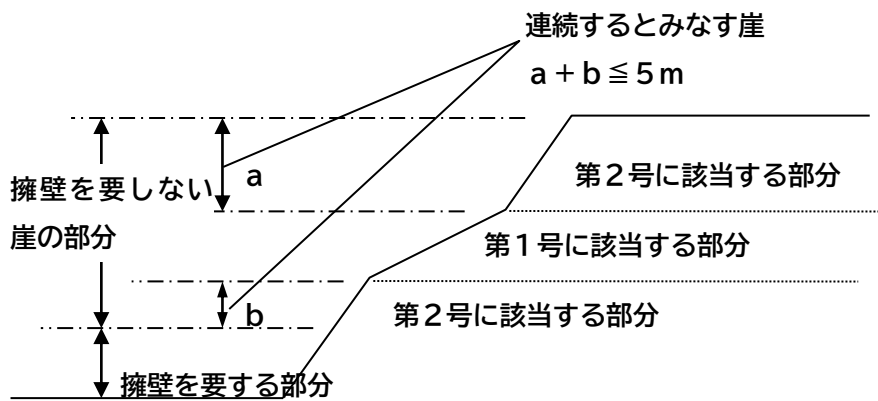 連続するとみなす崖
a+b≦5m
a
擁壁を要しない
崖の部分
第2号に該当する部分
第1号に該当する部分
b
第2号に該当する部分
擁壁を要する部分